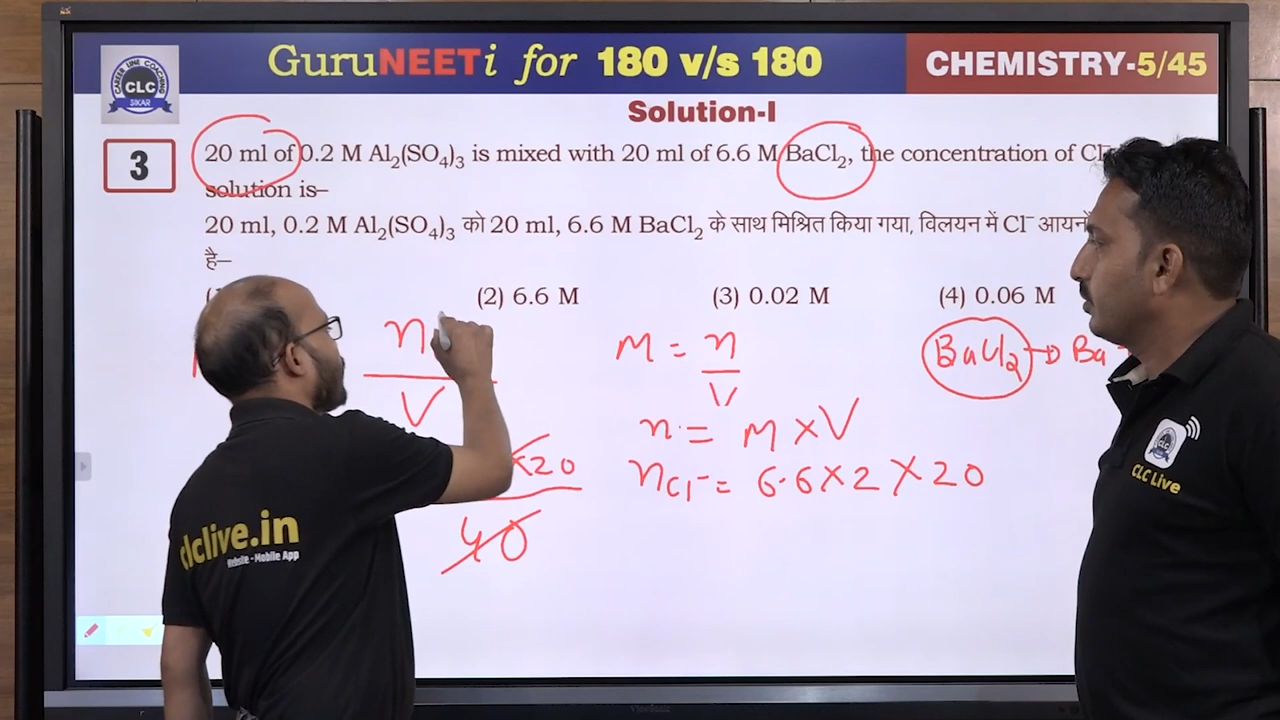 GuruNEETi for 180 v/s 180
CHEMISTRY-5/45
CAREER LINE COACHING
CLC
SIKAR
Solution-I
3
20 ml of 0.2 M Al₂(SO₄)₃ is mixed with 20 ml of 6.6 M BaCl₂, the concentration of Cl⁻
solution is–
20 ml, 0.2 M Al₂(SO₄)₃ को 20 ml, 6.6 M BaCl₂ के साथ मिश्रित किया गया, विलयन में Cl⁻ आयनों
है–
(2) 6.6 M
(3) 0.02 M
(4) 0.06 M
n
V
M = n
V
BaCl₂ → Ba
n = M × V
×20
40
nCl⁻ = 6.6 × 2 × 20
clclive.in
Website - Mobile App
CLC
CLC Live
ViewSonic